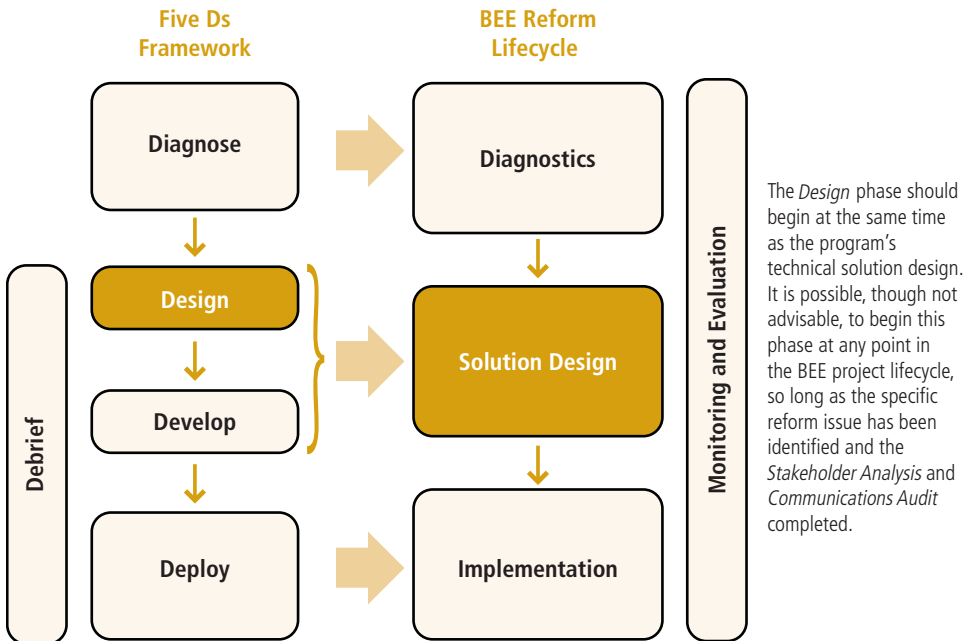 Five Ds
Framework
BEE Reform
Lifecycle
Diagnose
Diagnostics
Design
Solution Design
Develop
Deploy
Implementation
Debrief
Monitoring and Evaluation
The Design phase should
begin at the same time
as the program’s
technical solution design.
It is possible, though not
advisable, to begin this
phase at any point in
the BEE project lifecycle,
so long as the specific
reform issue has been
identified and the
Stakeholder Analysis and
Communications Audit
completed.